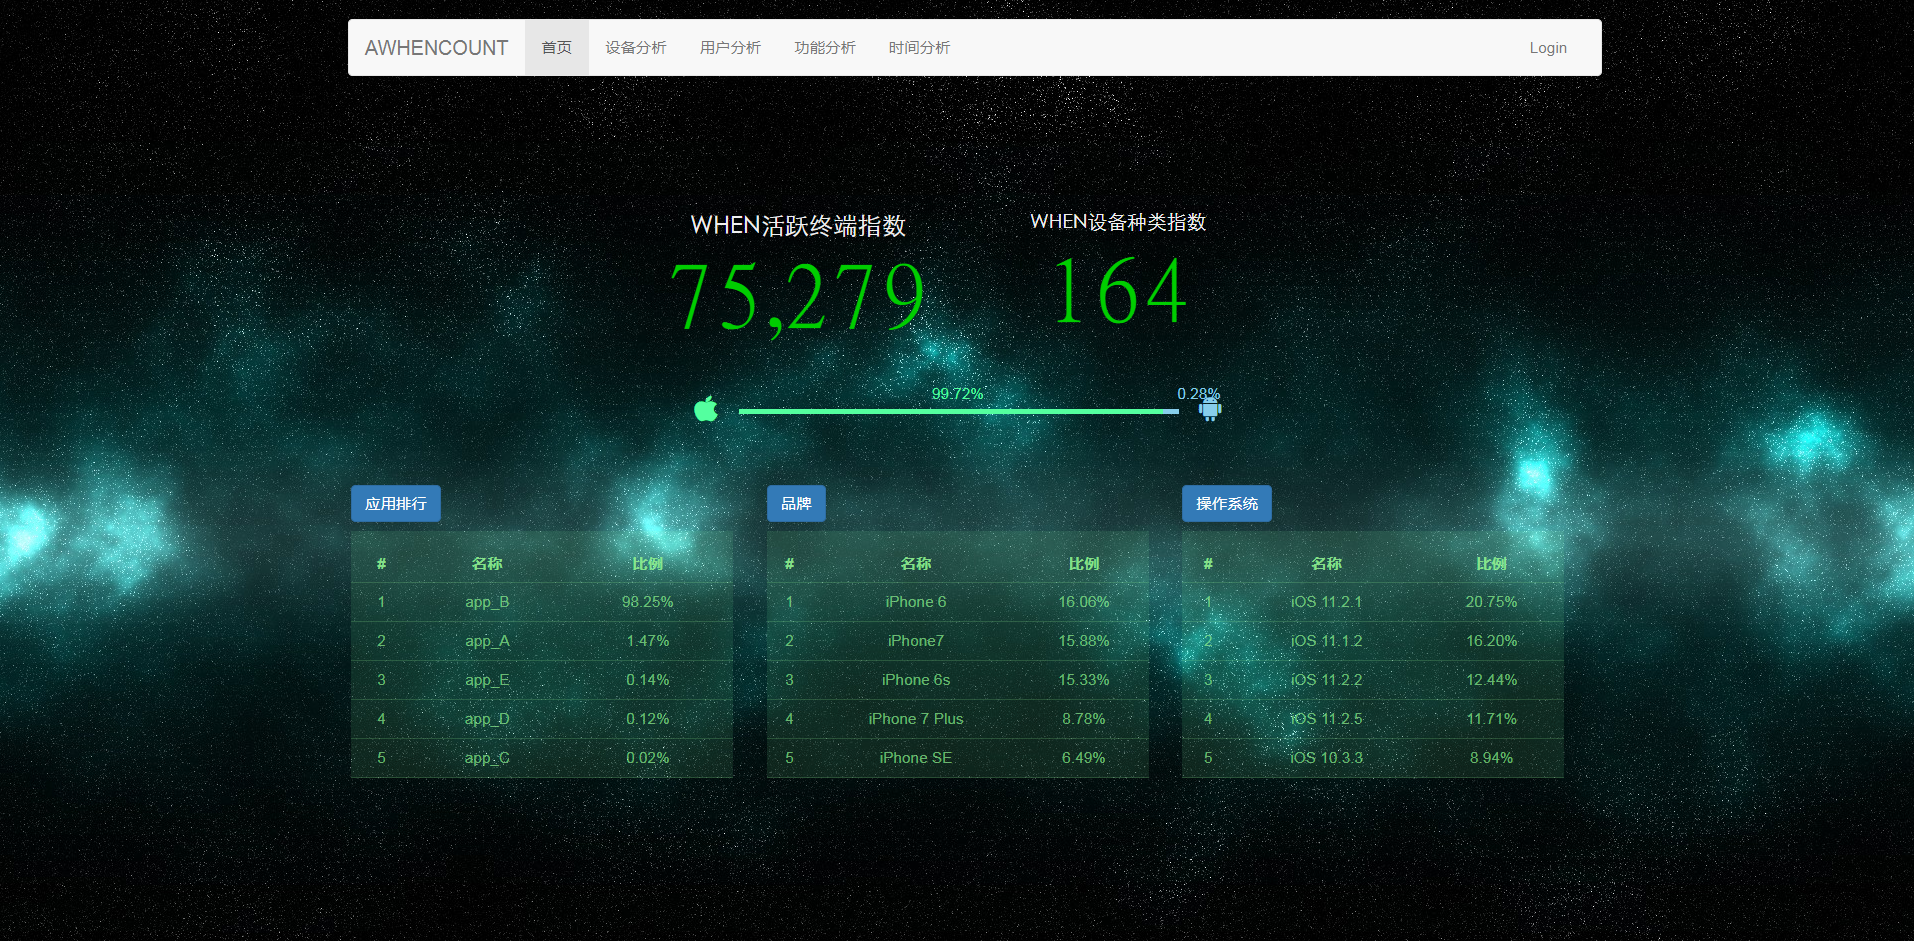 AWHENCOUNT 首页 设备分析 用户分析 功能分析 时间分析 Login
WHEN活跃终端指数 WHEN设备种类指数
75,279 164
99.72% 0.28%
应用排行
# 名称 比例
1 app_B 98.25%
2 app_A 1.47%
3 app_E 0.14%
4 app_D 0.12%
5 app_C 0.02%
品牌
# 名称 比例
1 iPhone 6 16.06%
2 iPhone7 15.88%
3 iPhone 6s 15.33%
4 iPhone 7 Plus 8.78%
5 iPhone SE 6.49%
操作系统
# 名称 比例
1 iOS 11.2.1 20.75%
2 iOS 11.1.2 16.20%
3 iOS 11.2.2 12.44%
4 iOS 11.2.5 11.71%
5 iOS 10.3.3 8.94%